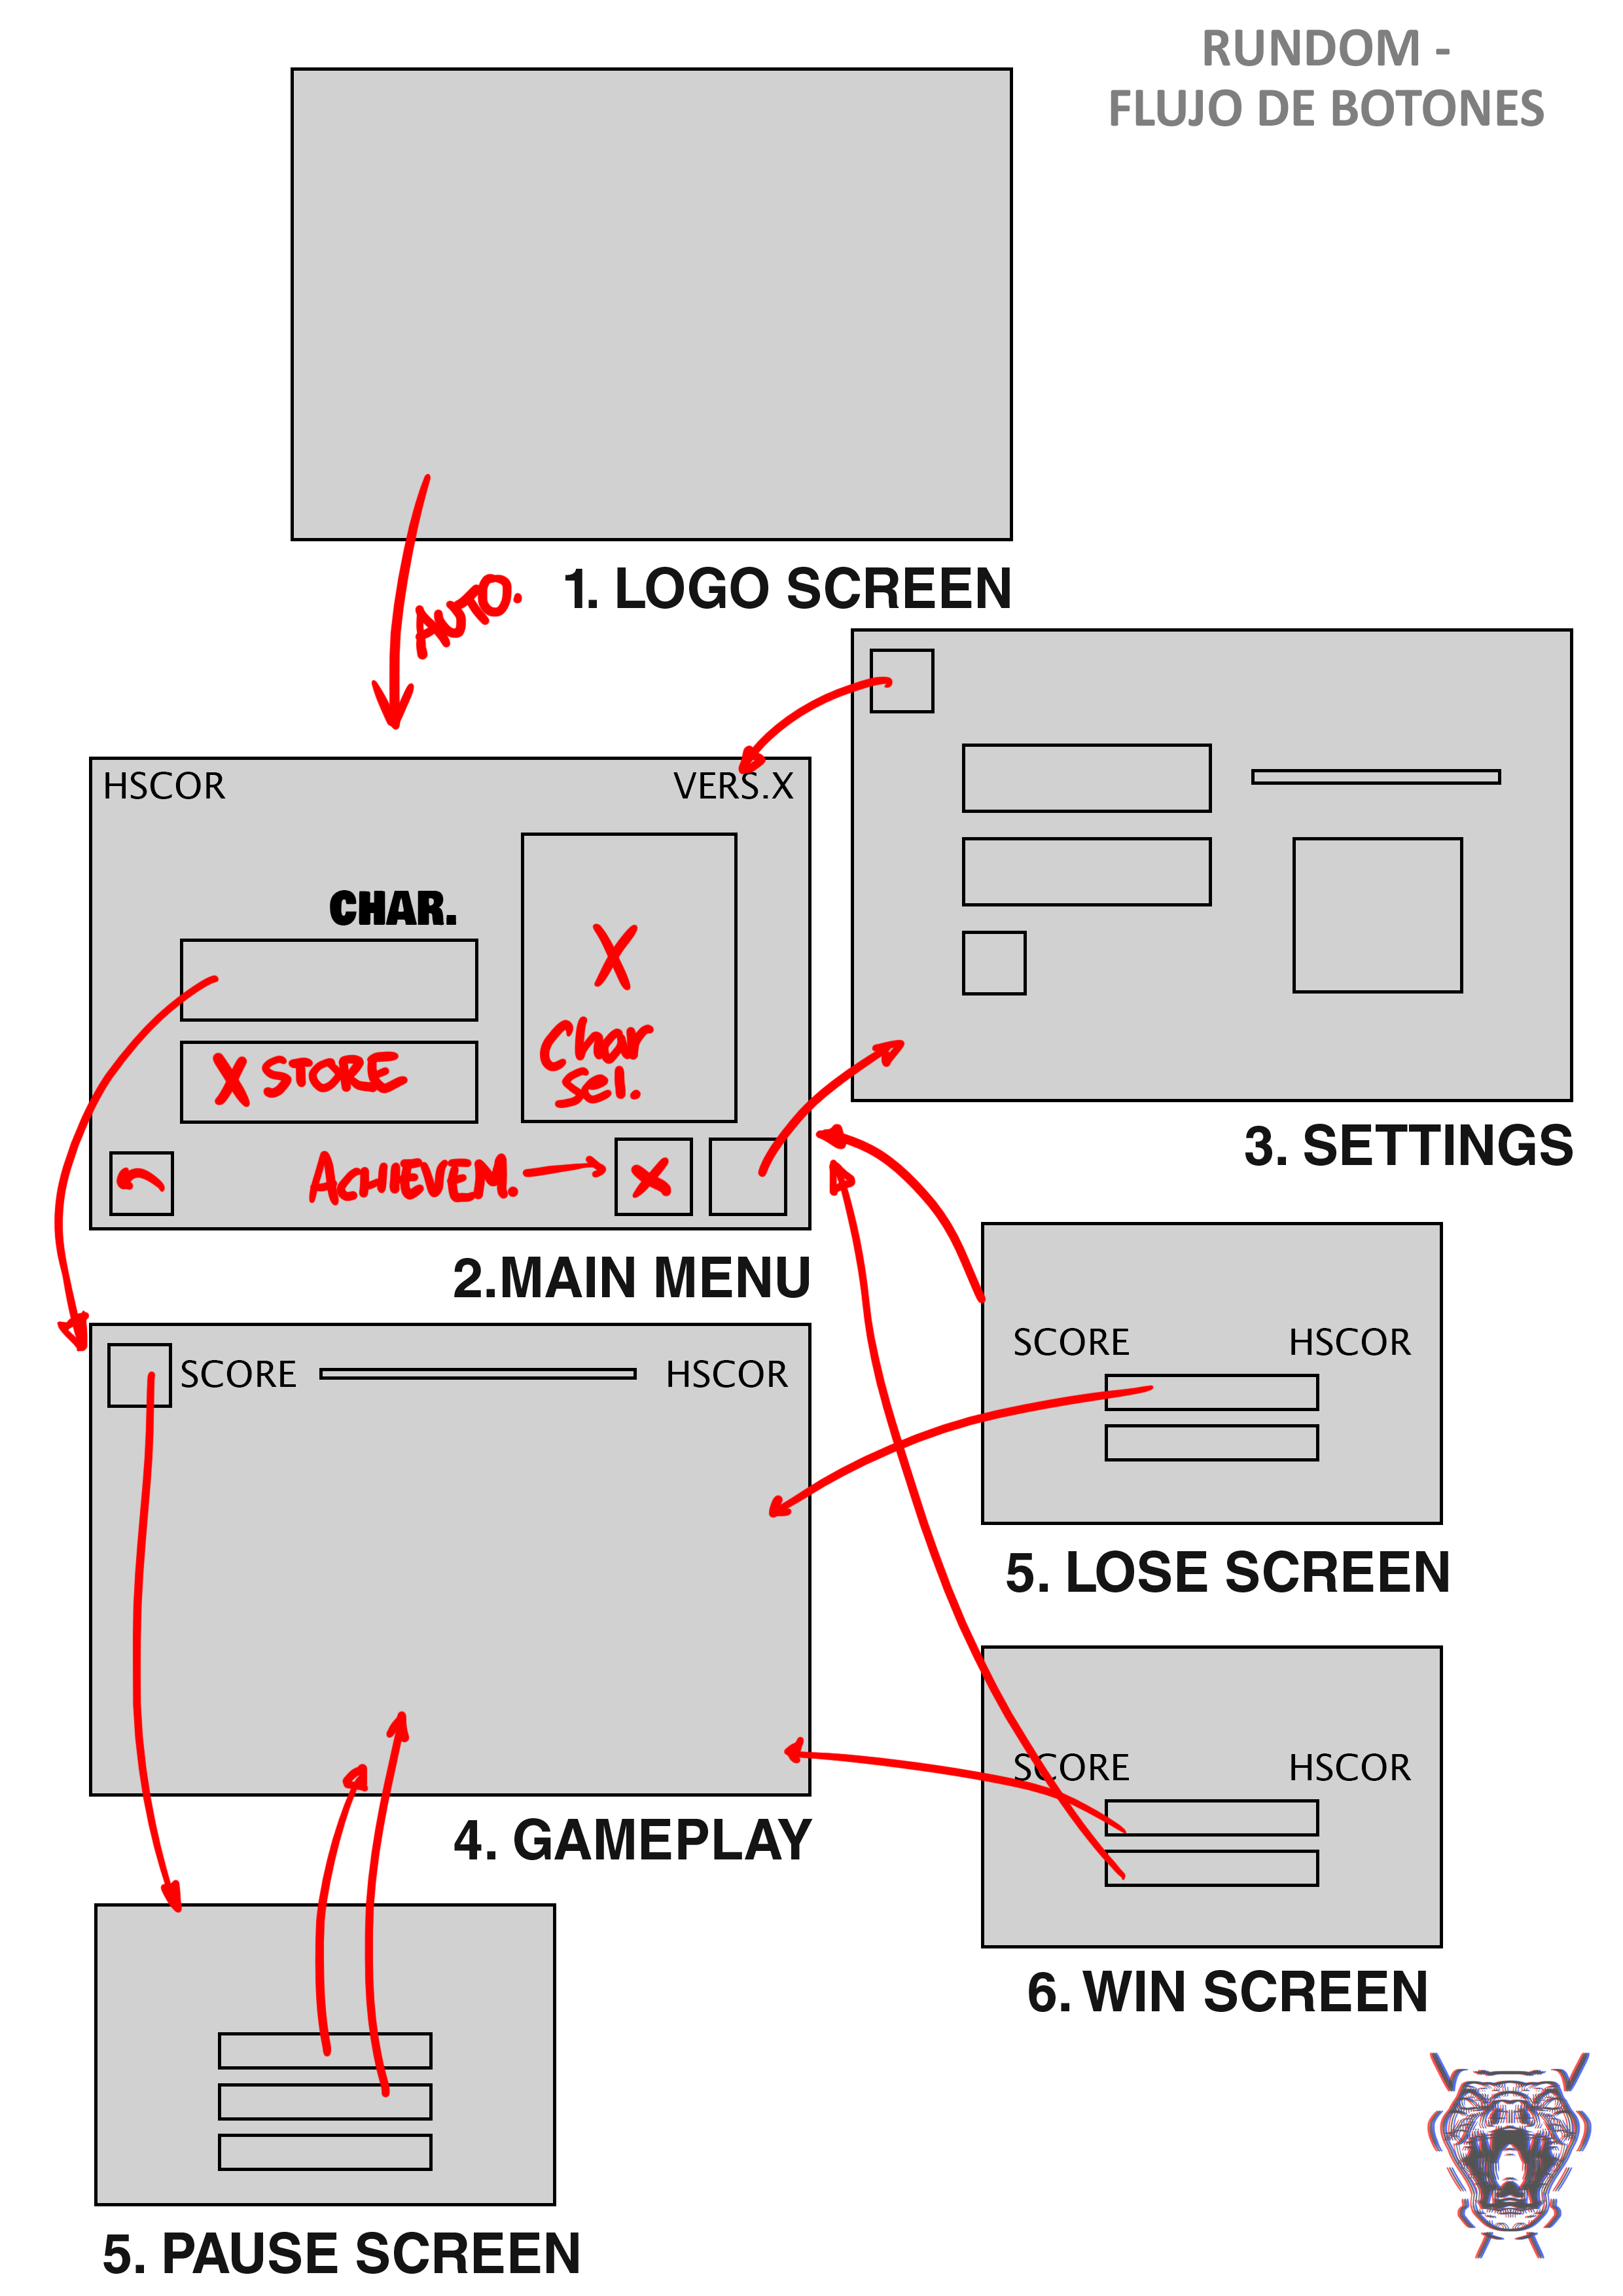 RUNDOM -
FLUJO DE BOTONES
1. LOGO SCREEN
AUTO.
HSCOR
VERS.X
CHAR.
X
Char
Sel.
X STORE
ACHIEVEM.
X
2.MAIN MENU
3. SETTINGS
SCORE
HSCOR
4. GAMEPLAY
SCORE
HSCOR
5. LOSE SCREEN
SCORE
HSCOR
6. WIN SCREEN
5. PAUSE SCREEN